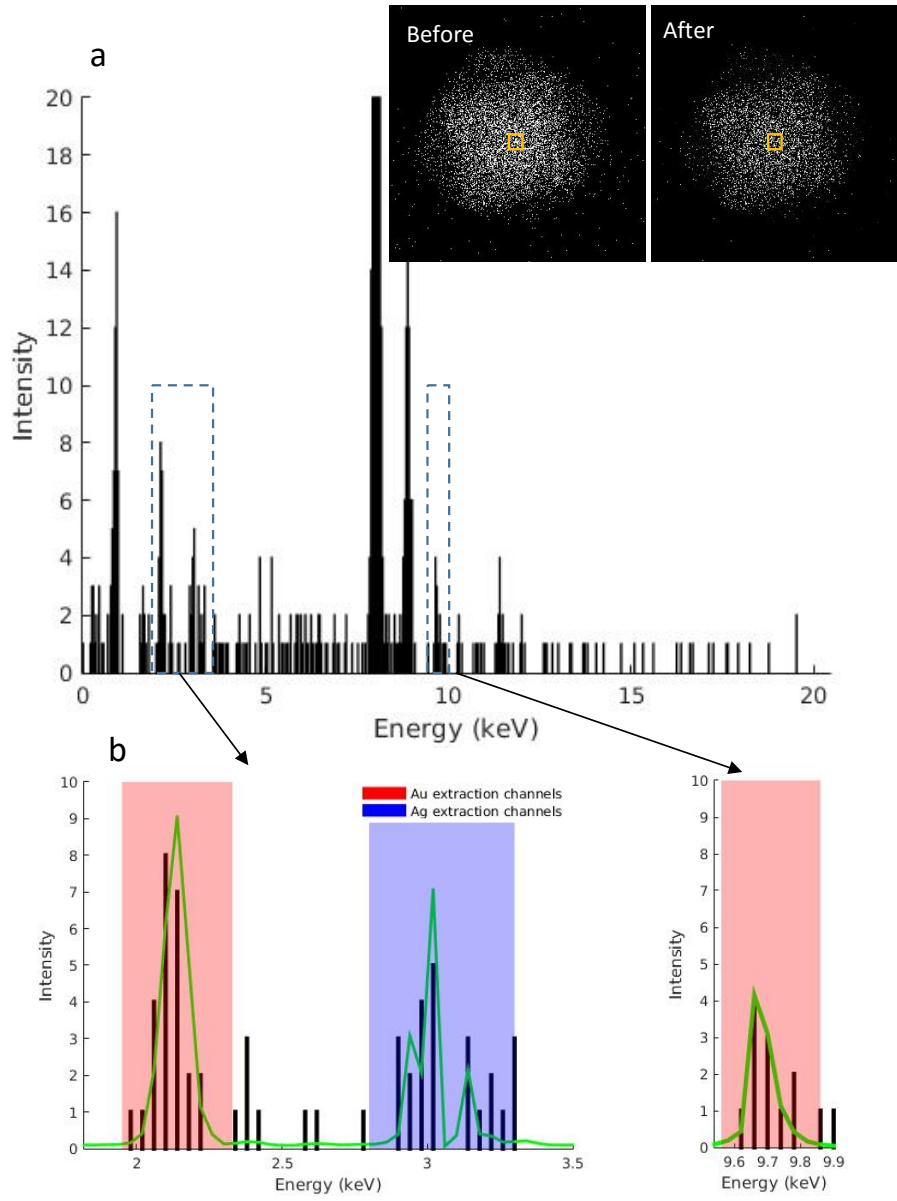 a
Before
After
20
18
16
14
12
10
8
6
4
2
0
Intensity
0 5 10 15 20
Energy (keV)
b
Au extraction channels
Ag extraction channels
10
9
8
7
6
5
4
3
2
1
0
Intensity
2 2.5 3 3.5
Energy (keV)
10
9
8
7
6
5
4
3
2
1
0
Intensity
9.6 9.7 9.8 9.9
Energy (keV)